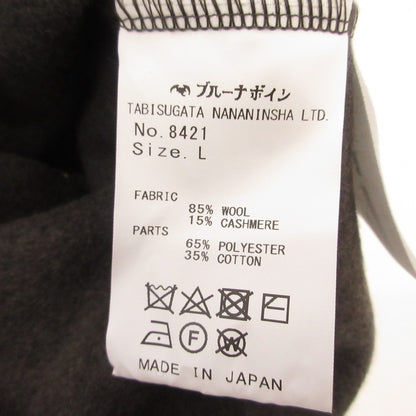 ブルーナボイン
TABISUGATA NANANINSHA LTD.
No. 8421
Size. L
FABRIC
85% WOOL
15% CASHMERE
PARTS
65% POLYESTER
35% COTTON
F W
MADE IN JAPAN